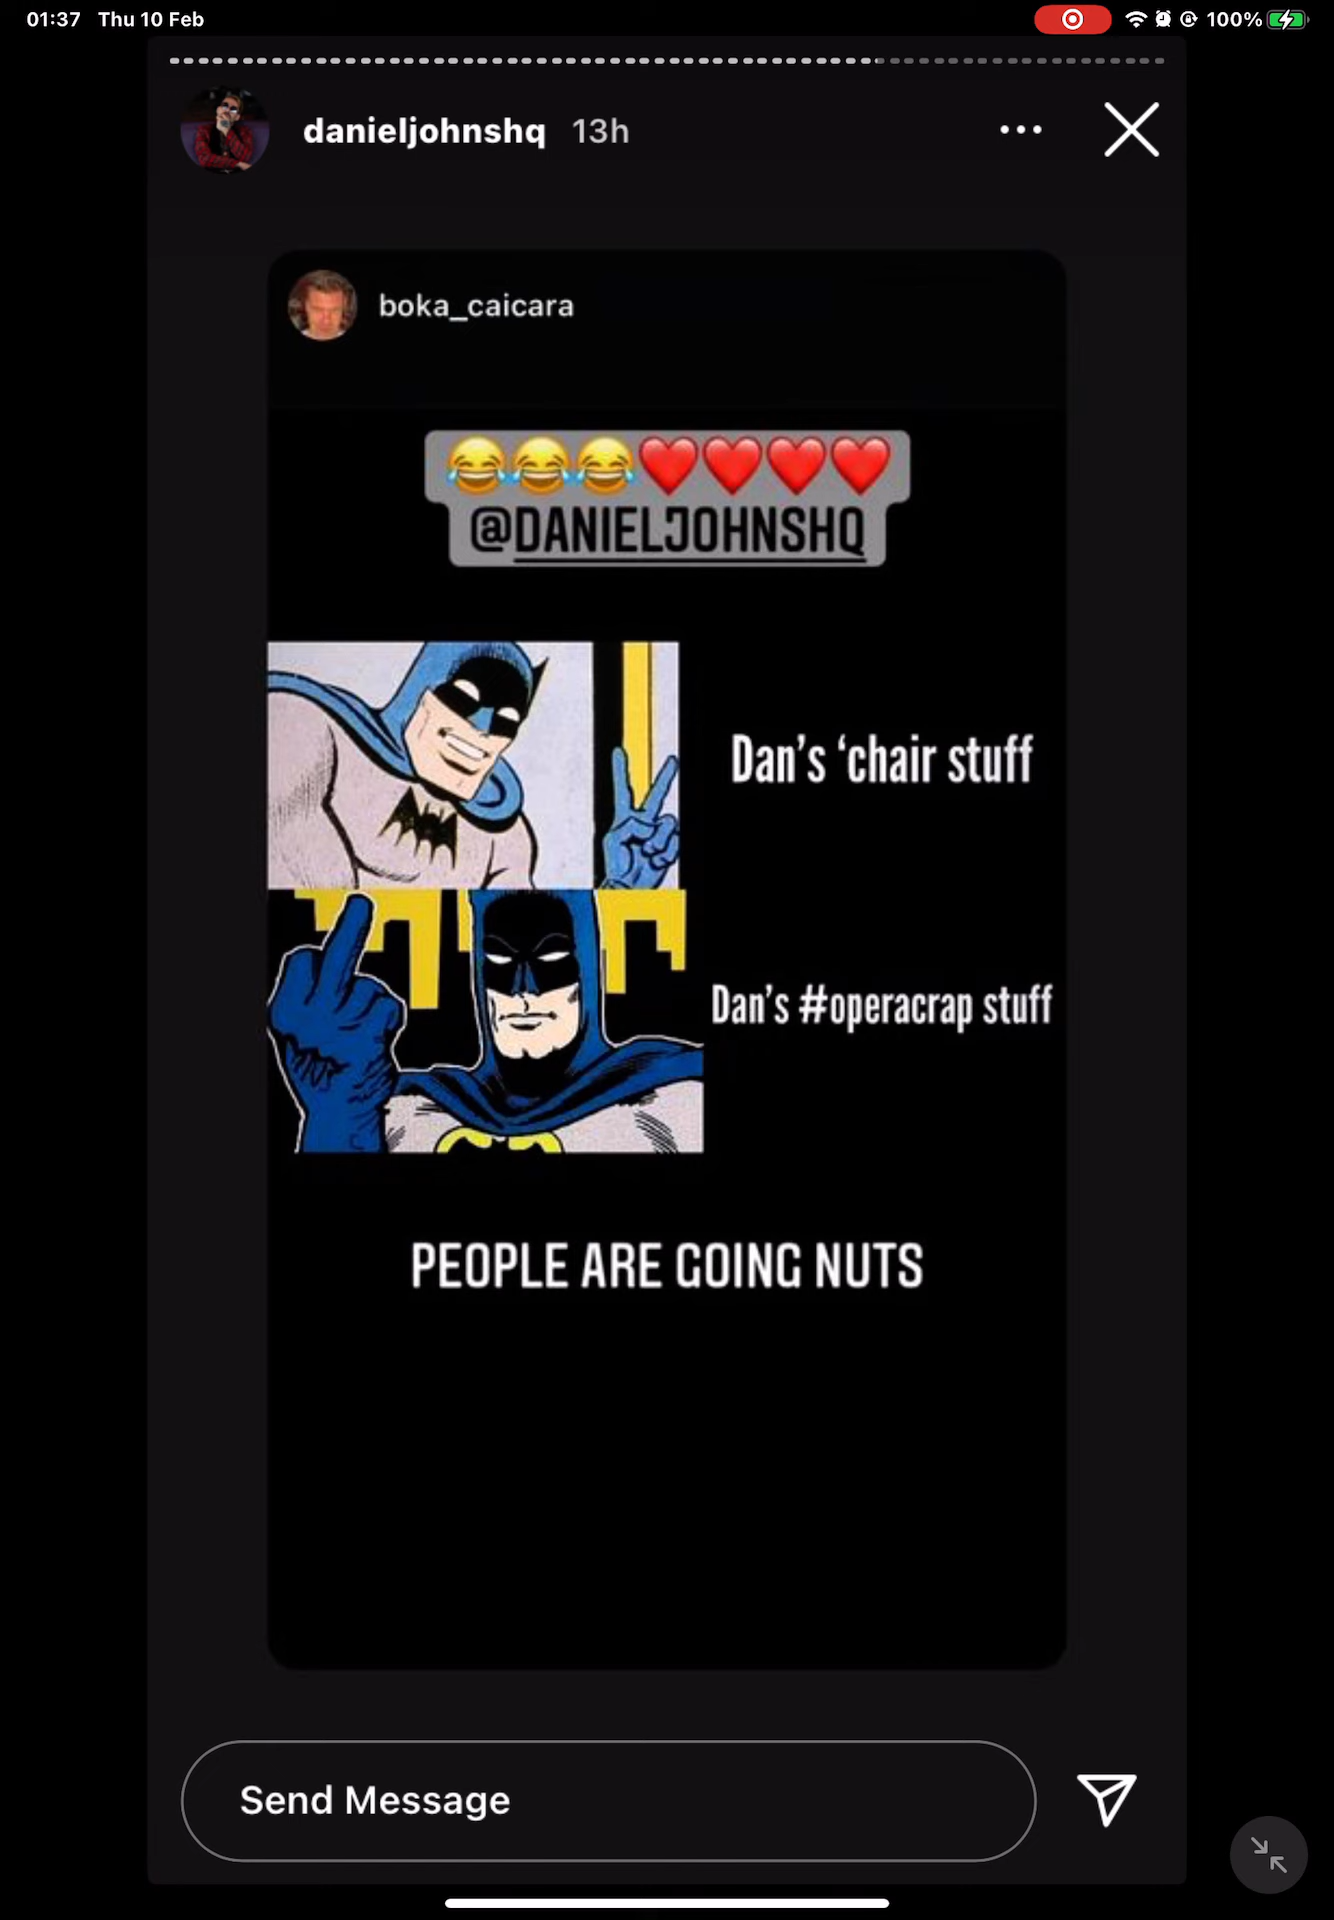 01:37 Thu 10 Feb 100%
danieljohnshq 13h
boka_caicara
😂😂😂❤️❤️❤️❤️
@DANIELJOHNSHQ
Dan's 'chair stuff
Dan's #operacrap stuff
PEOPLE ARE GOING NUTS
Send Message